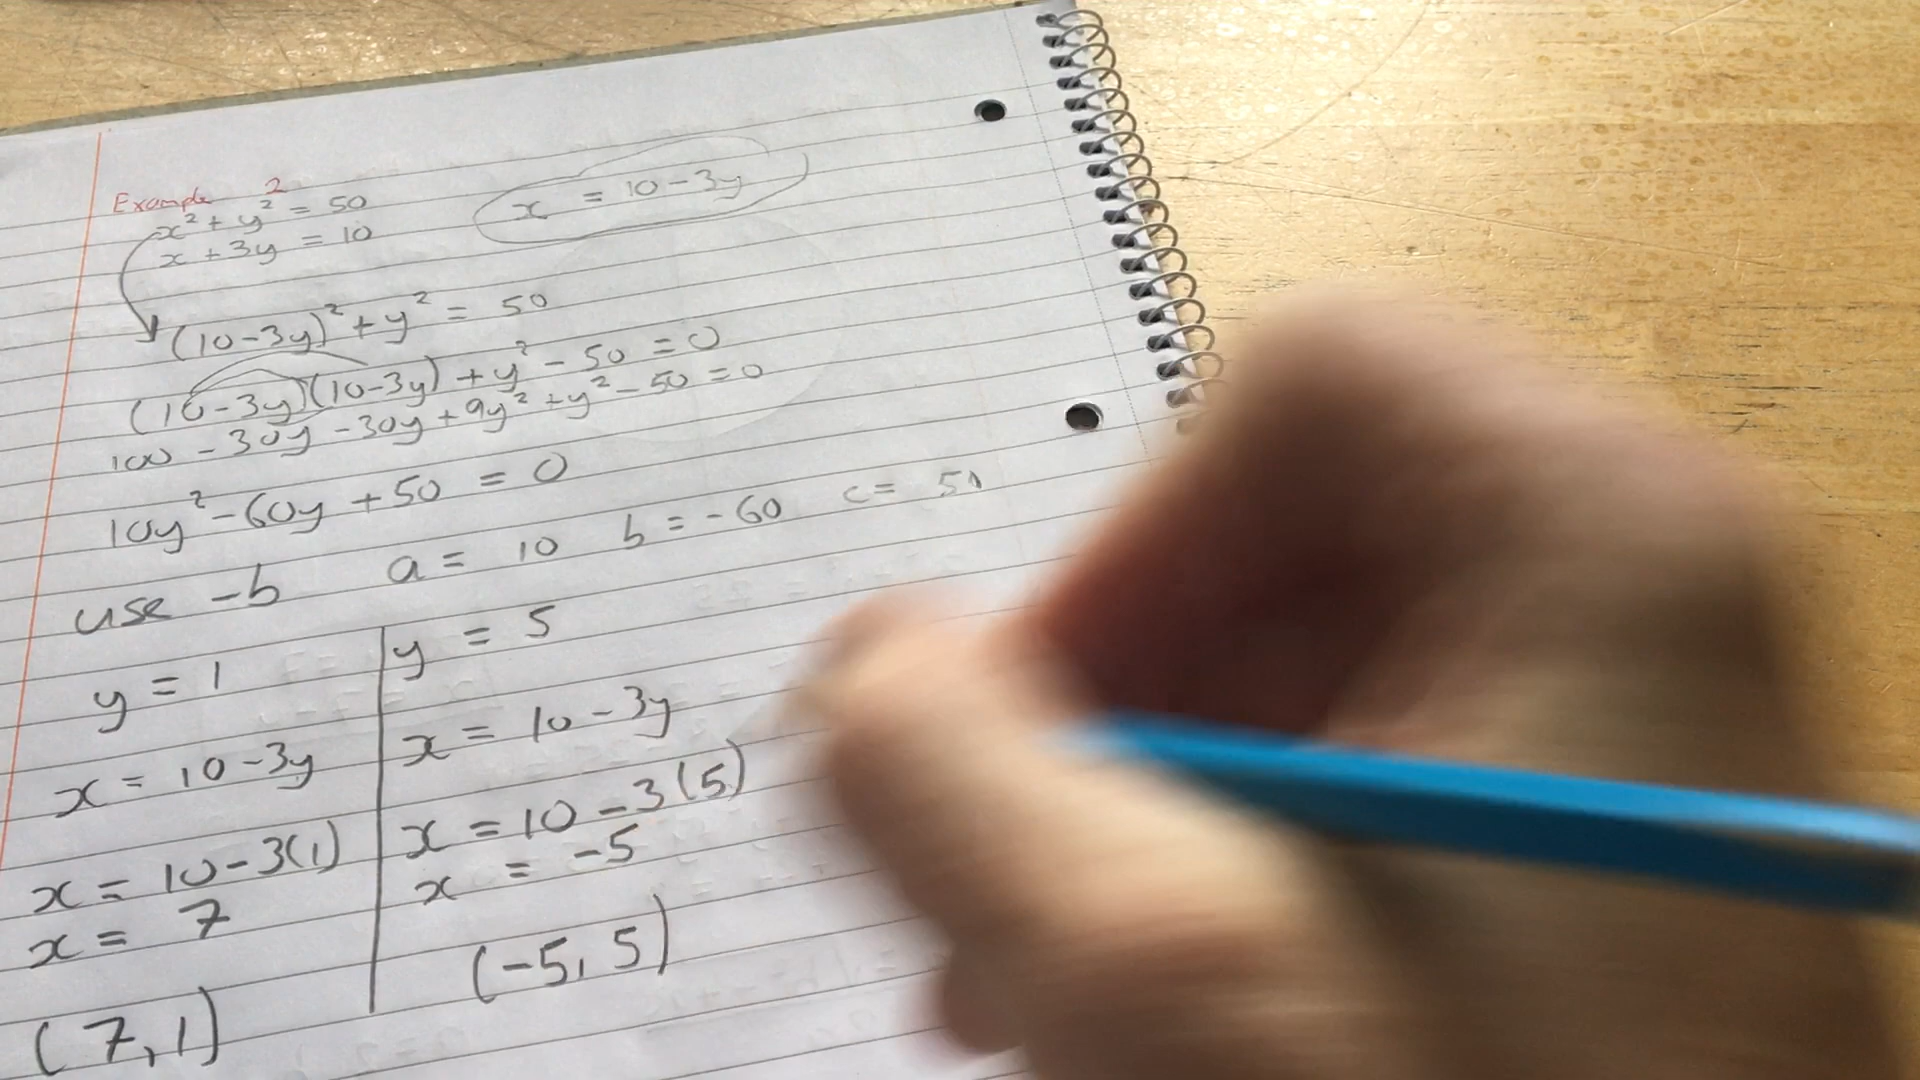 Example 2
x² + y² = 50
x + 3y = 10
x = 10 - 3y
(10-3y)² + y² = 50
(10-3y)(10-3y) + y² - 50 = 0
100 - 30y - 30y + 9y² + y² - 50 = 0
10y² - 60y + 50 = 0
use -b a = 10 b = -60 c = 50
y = 1
x = 10 - 3y
x = 10 - 3(1)
x = 7
(7,1)
y = 5
x = 10 - 3y
x = 10 - 3(5)
x = -5
(-5, 5)